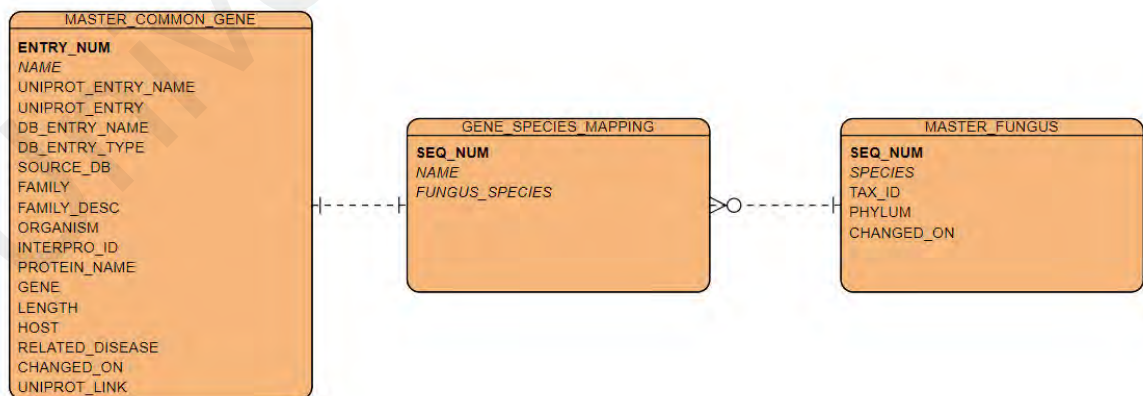 MASTER_COMMON_GENE
ENTRY_NUM
NAME
UNIPROT_ENTRY_NAME
UNIPROT_ENTRY
DB_ENTRY_NAME
DB_ENTRY_TYPE
SOURCE_DB
FAMILY
FAMILY_DESC
ORGANISM
INTERPRO_ID
PROTEIN_NAME
GENE
LENGTH
HOST
RELATED_DISEASE
CHANGED_ON
UNIPROT_LINK
GENE_SPECIES_MAPPING
SEQ_NUM
NAME
FUNGUS_SPECIES
MASTER_FUNGUS
SEQ_NUM
SPECIES
TAX_ID
PHYLUM
CHANGED_ON